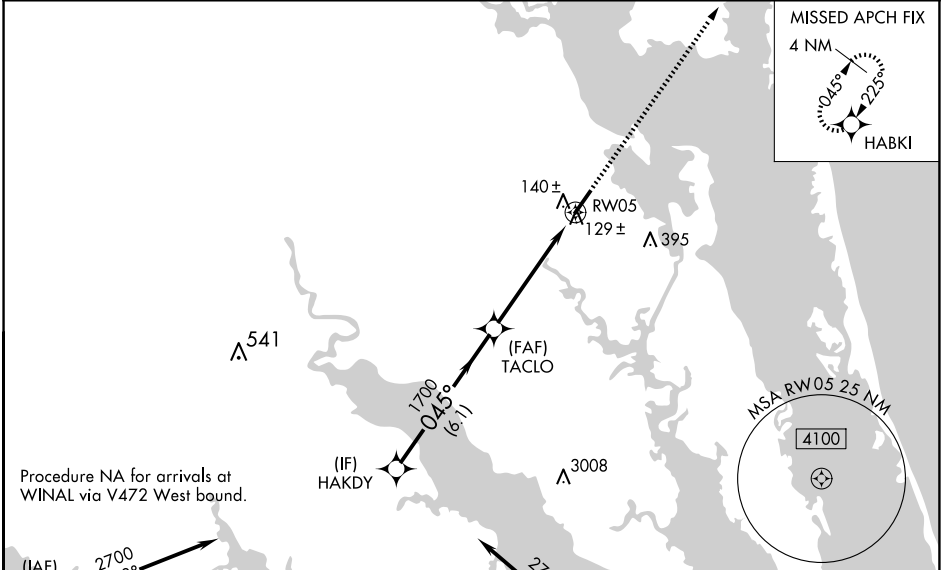 MISSED APCH FIX
4 NM
045°
225°
HABKI
140 ±
RW05
129 ±
395
541
(FAF)
TACLO
1700
045°
(6.1)
(IF)
HAKDY
3008
MSA RW05 25 NM
4100
Procedure NA for arrivals at
WINAL via V472 West bound.
(IAF)
2700